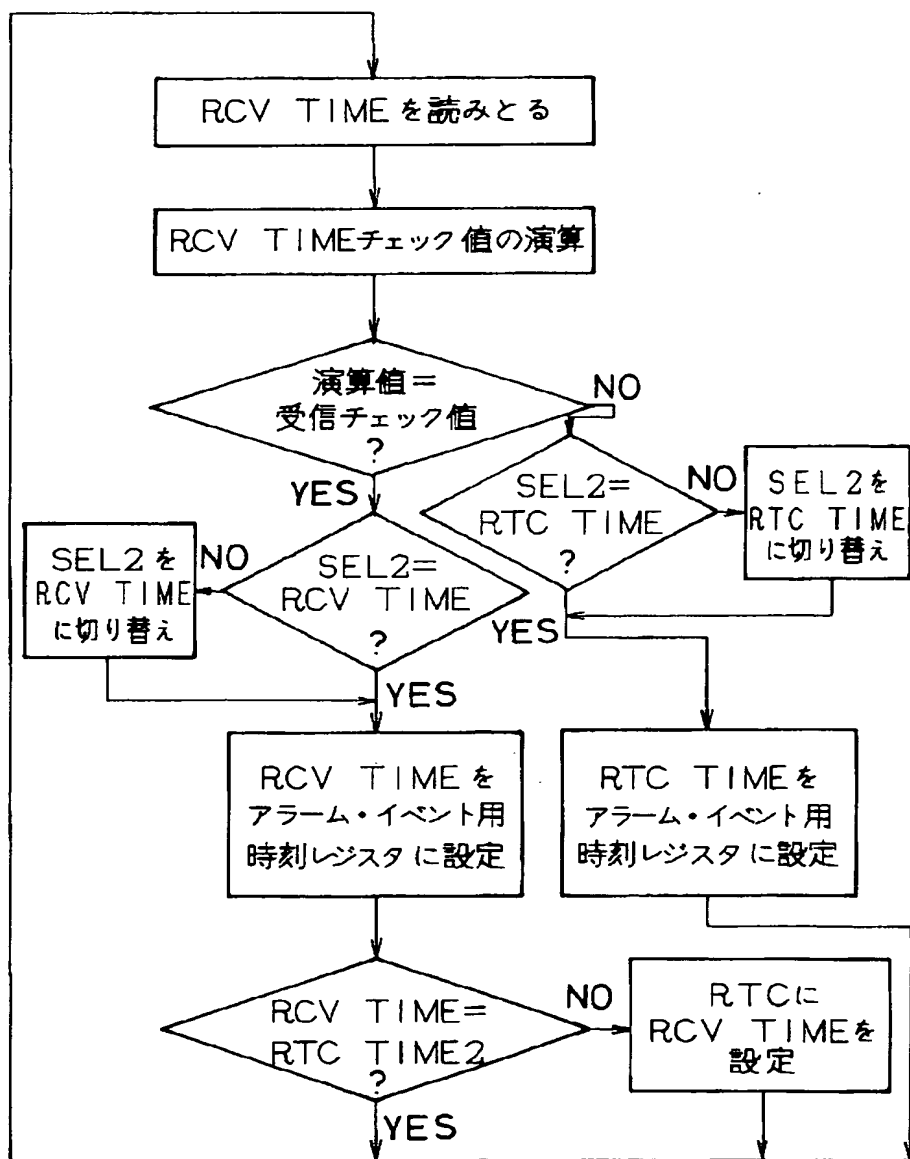 RCV TIMEを読みとる
RCV TIMEチェック値の演算
演算値=
受信チェック値
?
NO
YES
SEL2=
RTC TIME
?
NO
SEL2を
RTC TIME
に切り替え
YES
SEL2=
RCV TIME
?
NO
SEL2を
RCV TIME
に切り替え
YES
RCV TIMEを
アラーム・イベント用
時刻レジスタに設定
RTC TIMEを
アラーム・イベント用
時刻レジスタに設定
RCV TIME=
RTC TIME2
?
NO
RTCに
RCV TIMEを
設定
YES